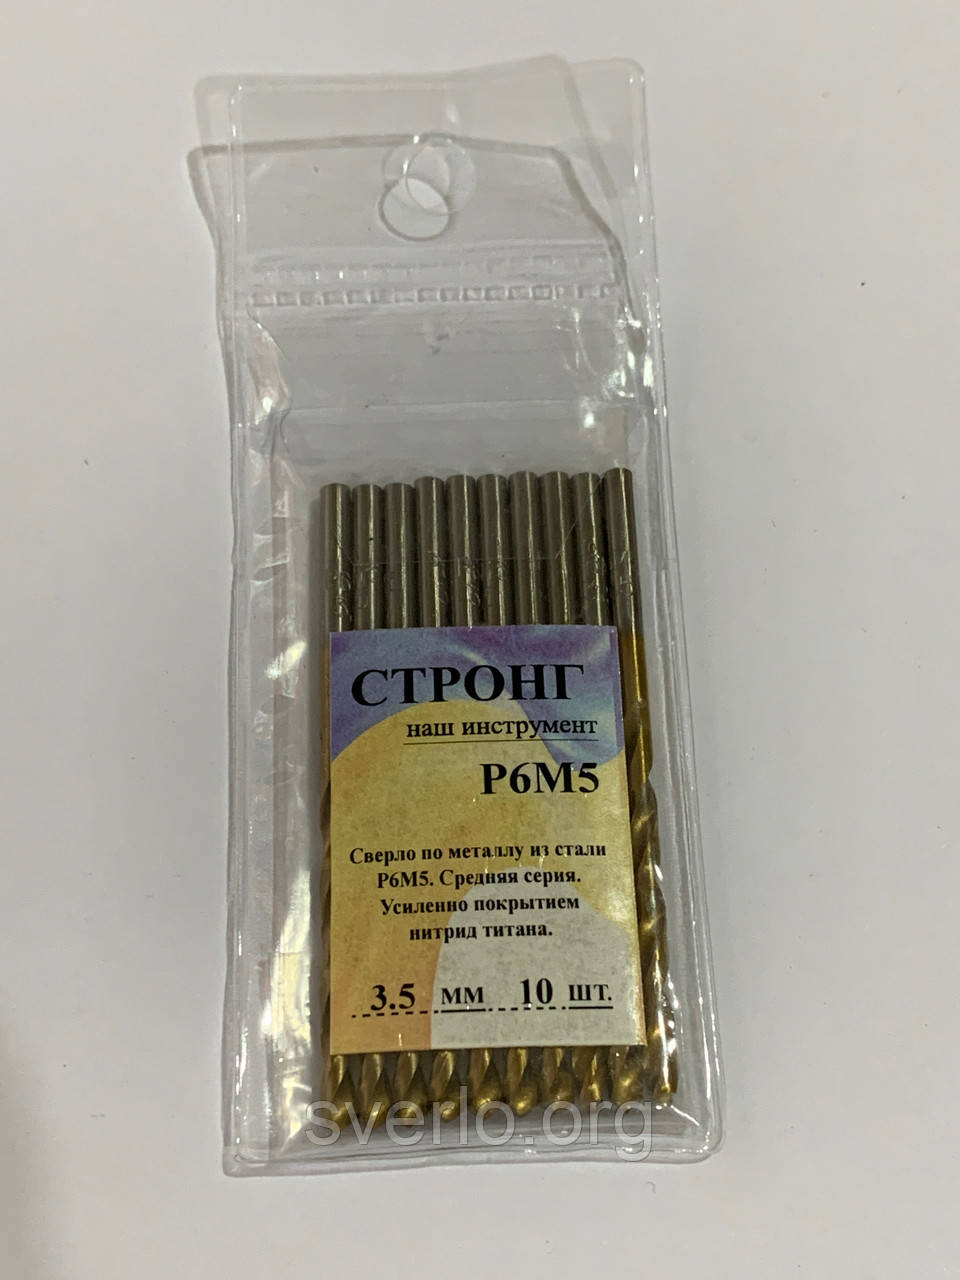 СТРОНГ
наш инструмент
Р6М5
Сверло по металлу из стали
Р6М5. Средняя серия.
Усиленно покрытием
нитрид титана.
3.5 мм 10 шт.
sverlo.org